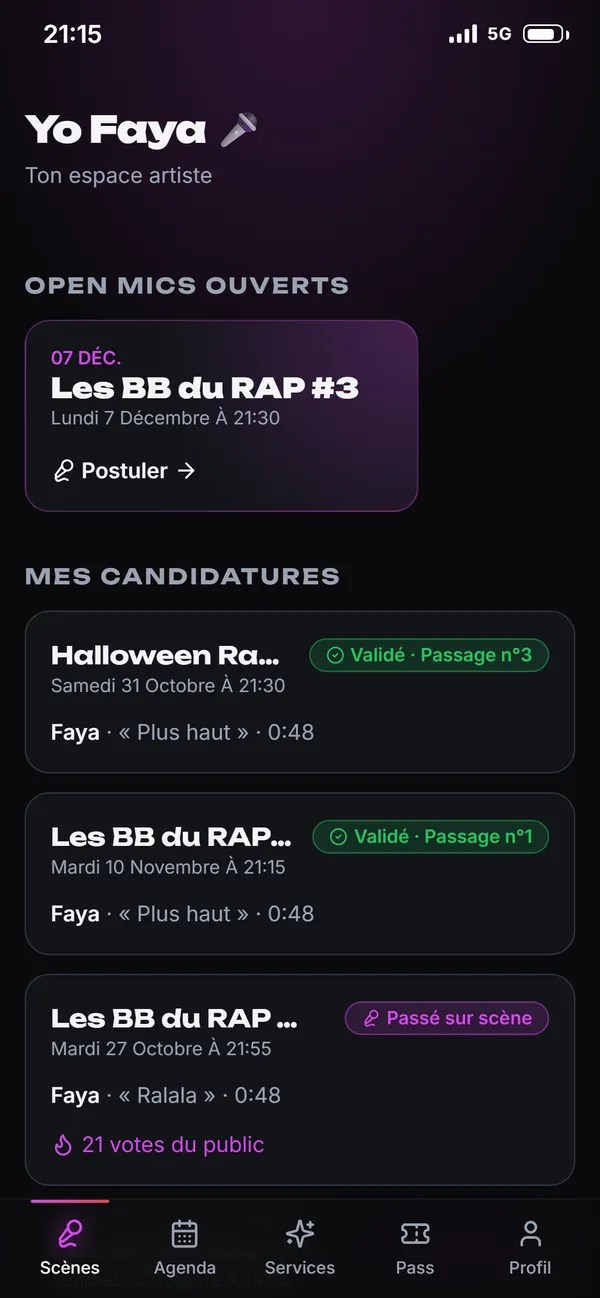 21:15
5G
Yo Faya
Ton espace artiste
OPEN MICS OUVERTS
07 DÉC.
Les BB du RAP #3
Lundi 7 Décembre À 21:30
Postuler →
MES CANDIDATURES
Halloween Ra...
Validé · Passage n°3
Samedi 31 Octobre À 21:30
Faya · « Plus haut » · 0:48
Les BB du RAP...
Validé · Passage n°1
Mardi 10 Novembre À 21:15
Faya · « Plus haut » · 0:48
Les BB du RAP ...
Passé sur scène
Mardi 27 Octobre À 21:55
Faya · « Ralala » · 0:48
21 votes du public
Scènes
Agenda
Services
Pass
Profil